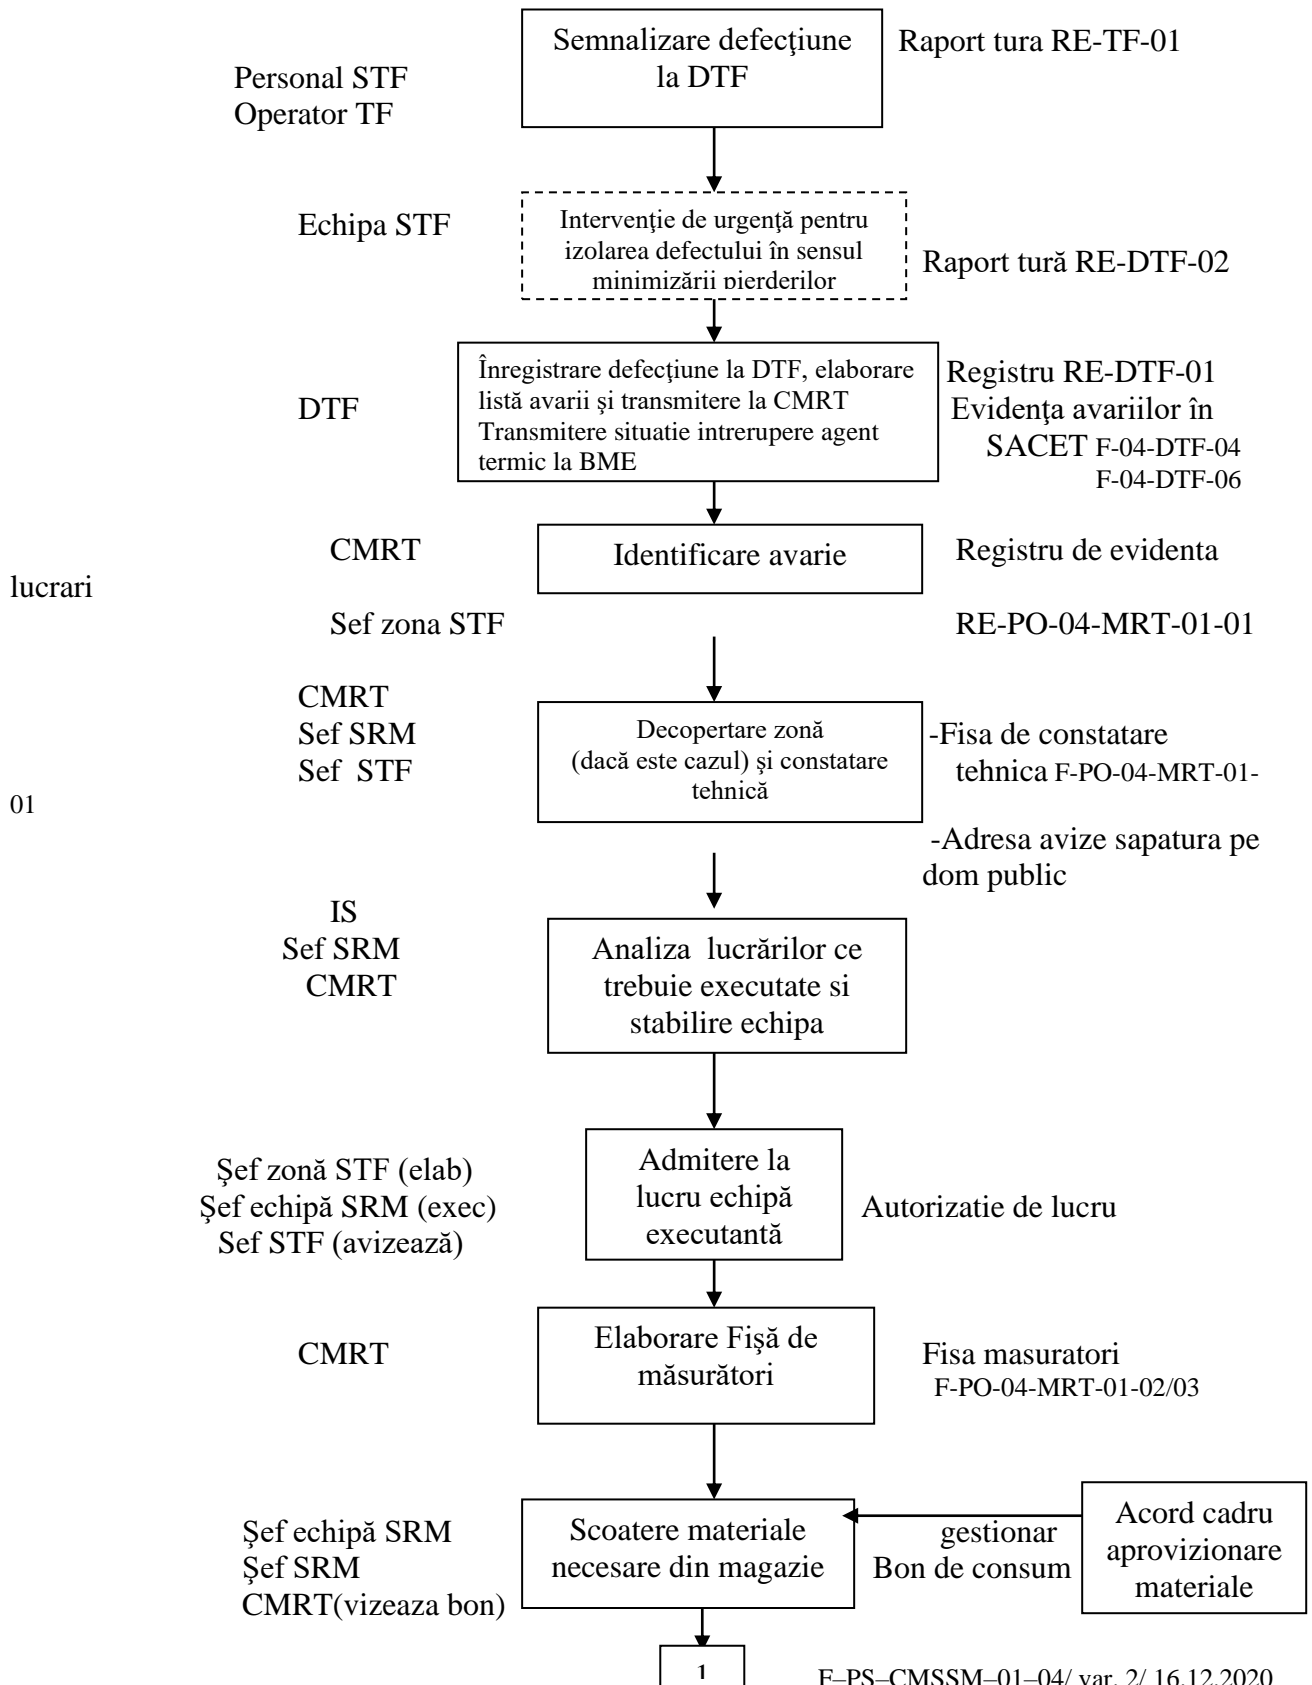 Semnalizare defecţiune
la DTF
Raport tura RE-TF-01
Personal STF
Operator TF
Echipa STF
Intervenţie de urgenţă pentru
izolarea defectului în sensul
minimizării pierderilor
Raport tură RE-DTF-02
DTF
Înregistrare defecţiune la DTF, elaborare
listă avarii şi transmitere la CMRT
Transmitere situatie intrerupere agent
termic la BME
Registru RE-DTF-01
Evidenţa avariilor în
SACET F-04-DTF-04
F-04-DTF-06
CMRT
Identificare avarie
Registru de evidenta
lucrari
Sef zona STF
RE-PO-04-MRT-01-01
CMRT
Sef SRM
Sef  STF
Decopertare zonă
(dacă este cazul) şi constatare
tehnică
-Fisa de constatare
tehnica F-PO-04-MRT-01-
01
-Adresa avize sapatura pe
dom public
IS
Sef SRM
CMRT
Analiza  lucrărilor ce
trebuie executate si
stabilire echipa
Şef zonă STF (elab)
Şef echipă SRM (exec)
Sef STF (avizează)
Admitere la
lucru echipă
executantă
Autorizatie de lucru
CMRT
Elaborare Fişă de
măsurători
Fisa masuratori
F-PO-04-MRT-01-02/03
Şef echipă SRM
Şef SRM
CMRT(vizeaza bon)
Scoatere materiale
necesare din magazie
gestionar
Bon de consum
Acord cadru
aprovizionare
materiale
1
F–PS–CMSSM–01–04/ var. 2/ 16.12.2020